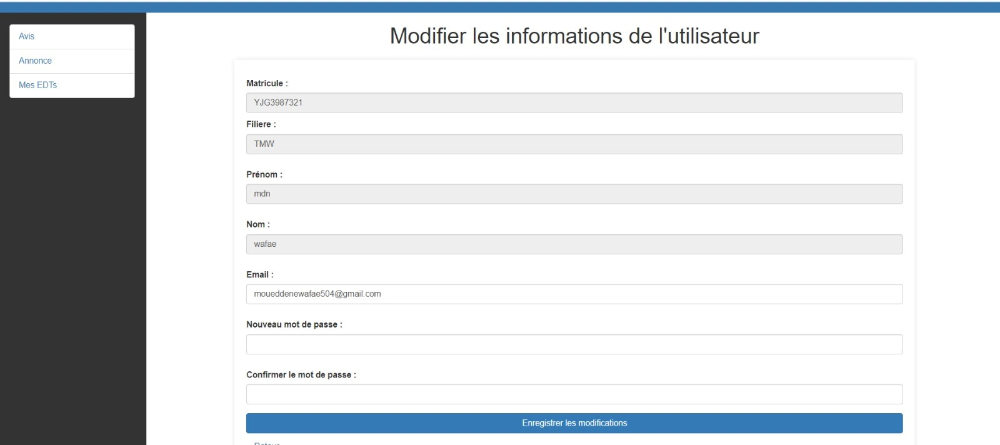 Avis
Annonce
Mes EDTs
Modifier les informations de l'utilisateur
Matricule :
YJG3987321
Filiere :
TMW
Prénom :
mdn
Nom :
wafae
Email :
moueddenewafae504@gmail.com
Nouveau mot de passe :
Confirmer le mot de passe :
Enregistrer les modifications